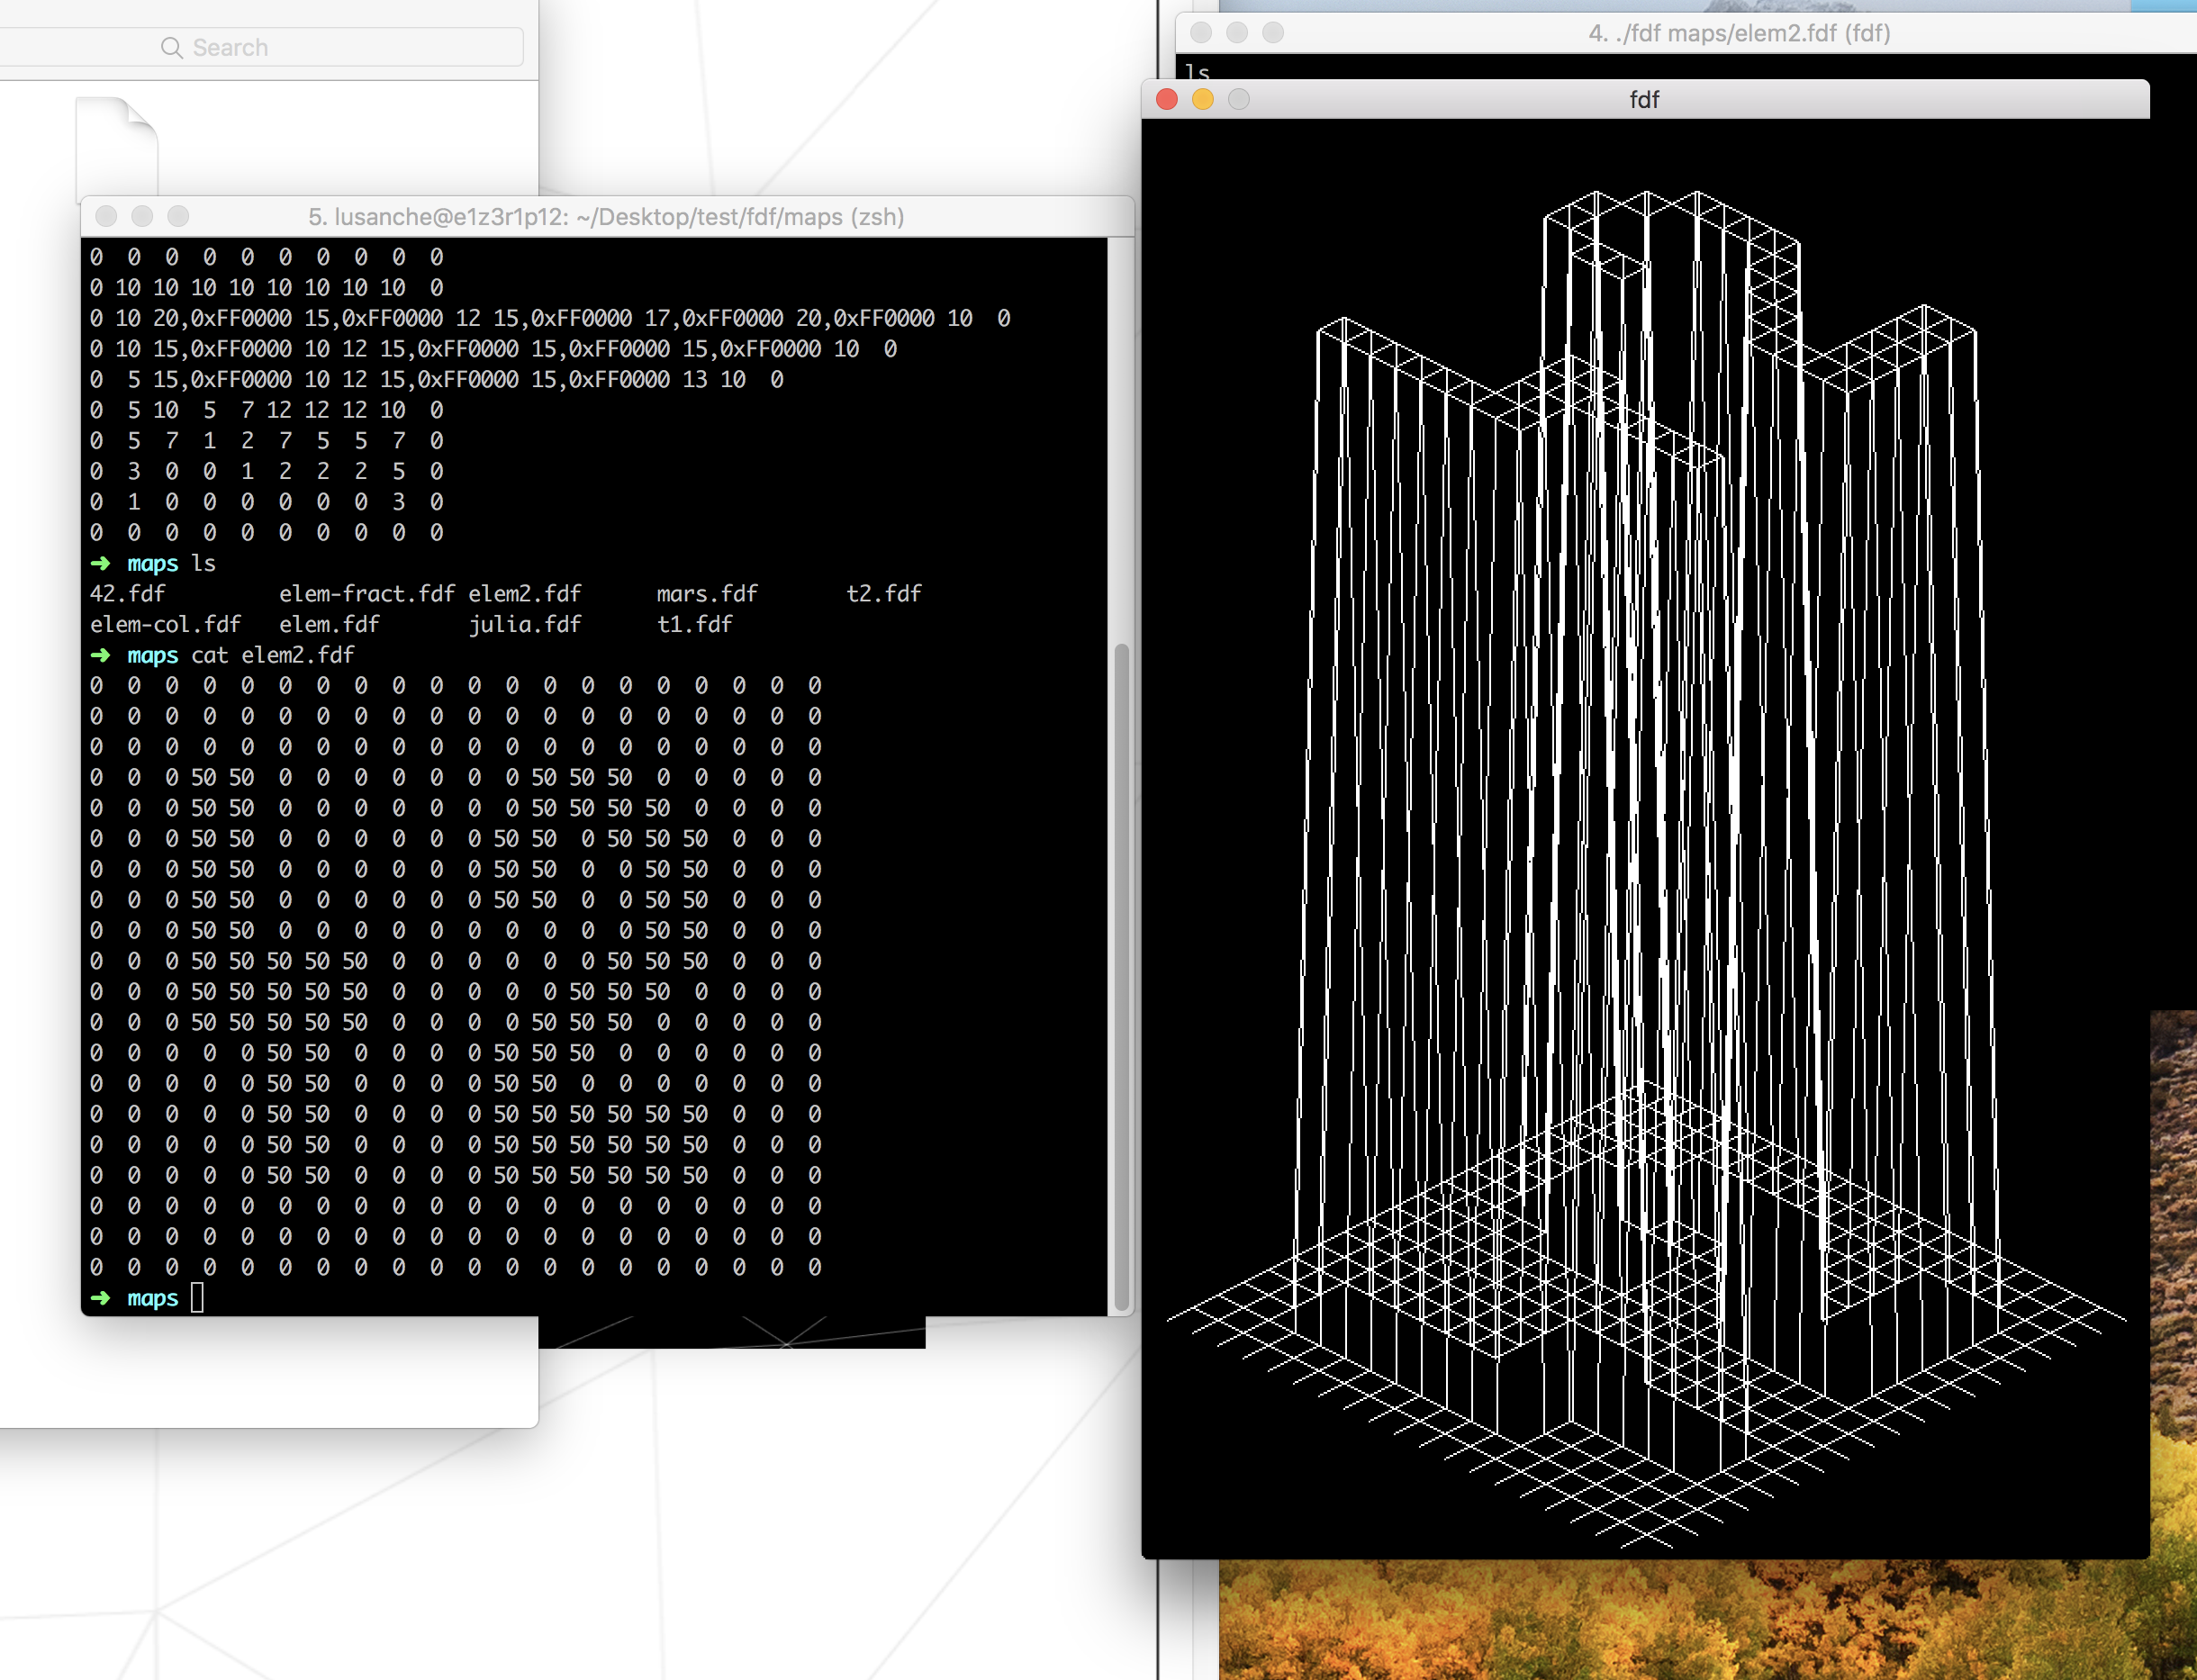 Search
4. ./fdf maps/elem2.fdf (fdf)
ls
fdf
5. lusanche@e1z3r1p12: ~/Desktop/test/fdf/maps (zsh)
0 0 0 0 0 0 0 0 0 0
0 10 10 10 10 10 10 10 10 0
0 10 20,0xFF0000 15,0xFF0000 12 15,0xFF0000 17,0xFF0000 20,0xFF0000 10 0
0 10 15,0xFF0000 10 12 15,0xFF0000 15,0xFF0000 15,0xFF0000 10 0
0 5 15,0xFF0000 10 12 15,0xFF0000 15,0xFF0000 13 10 0
0 5 10 5 7 12 12 12 10 0
0 5 7 1 2 7 5 5 7 0
0 3 0 0 1 2 2 2 5 0
0 1 0 0 0 0 0 0 3 0
0 0 0 0 0 0 0 0 0 0
➜ maps ls
42.fdf elem-fract.fdf elem2.fdf mars.fdf t2.fdf
elem-col.fdf elem.fdf julia.fdf t1.fdf
➜ maps cat elem2.fdf
0 0 0 0 0 0 0 0 0 0 0 0 0 0 0 0 0 0 0 0
0 0 0 0 0 0 0 0 0 0 0 0 0 0 0 0 0 0 0 0
0 0 0 0 0 0 0 0 0 0 0 0 0 0 0 0 0 0 0 0
0 0 0 50 50 0 0 0 0 0 0 0 50 50 50 0 0 0 0 0
0 0 0 50 50 0 0 0 0 0 0 0 50 50 50 50 0 0 0 0
0 0 0 50 50 0 0 0 0 0 0 50 50 0 50 50 50 0 0 0
0 0 0 50 50 0 0 0 0 0 0 50 50 0 0 50 50 0 0 0
0 0 0 50 50 0 0 0 0 0 0 50 50 0 0 50 50 0 0 0
0 0 0 50 50 0 0 0 0 0 0 0 0 0 0 50 50 0 0 0
0 0 0 50 50 50 50 50 0 0 0 0 0 0 50 50 50 0 0 0
0 0 0 50 50 50 50 50 0 0 0 0 0 50 50 50 0 0 0 0
0 0 0 50 50 50 50 50 0 0 0 0 50 50 50 0 0 0 0 0
0 0 0 0 0 50 50 0 0 0 0 50 50 50 0 0 0 0 0 0
0 0 0 0 0 50 50 0 0 0 0 50 50 0 0 0 0 0 0 0
0 0 0 0 0 50 50 0 0 0 0 50 50 50 50 50 50 0 0 0
0 0 0 0 0 50 50 0 0 0 0 50 50 50 50 50 50 0 0 0
0 0 0 0 0 50 50 0 0 0 0 50 50 50 50 50 50 0 0 0
0 0 0 0 0 0 0 0 0 0 0 0 0 0 0 0 0 0 0 0
0 0 0 0 0 0 0 0 0 0 0 0 0 0 0 0 0 0 0 0
0 0 0 0 0 0 0 0 0 0 0 0 0 0 0 0 0 0 0 0
➜ maps